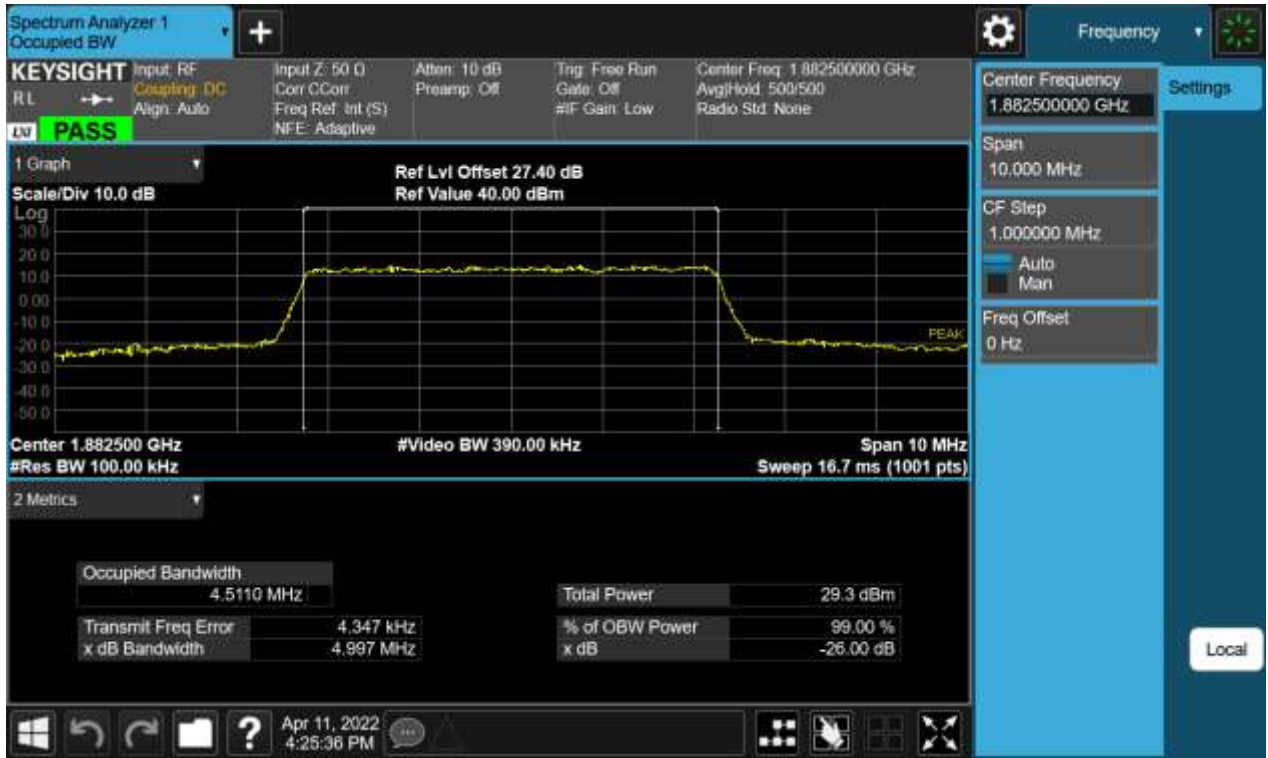 Spectrum Analyzer 1
Occupied BW
+
Frequency
KEYSIGHT
RL
LXI
PASS
Input: RF
Coupling: DC
Align: Auto
Input Z: 50 Ω
Corr CCorr
Freq Ref: Int (S)
NFE: Adaptive
Atten: 10 dB
Preamp: Off
Trig: Free Run
Gate: Off
#IF Gain: Low
Center Freq: 1.882500000 GHz
Avg|Hold: 500/500
Radio Std: None
1 Graph
Scale/Div 10.0 dB
Ref Lvl Offset 27.40 dB
Ref Value 40.00 dBm
Log
30.0
20.0
10.0
0.00
-10.0
-20.0
-30.0
-40.0
-50.0
PEAK
Center 1.882500 GHz
#Video BW 390.00 kHz
Span 10 MHz
#Res BW 100.00 kHz
Sweep 16.7 ms (1001 pts)
2 Metrics
Occupied Bandwidth
4.5110 MHz
Total Power 29.3 dBm
Transmit Freq Error 4.347 kHz
% of OBW Power 99.00 %
x dB Bandwidth 4.997 MHz
x dB -26.00 dB
Center Frequency
1.882500000 GHz
Settings
Span
10.000 MHz
CF Step
1.000000 MHz
Auto
Man
Freq Offset
0 Hz
Local
?
Apr 11, 2022
4:25:36 PM